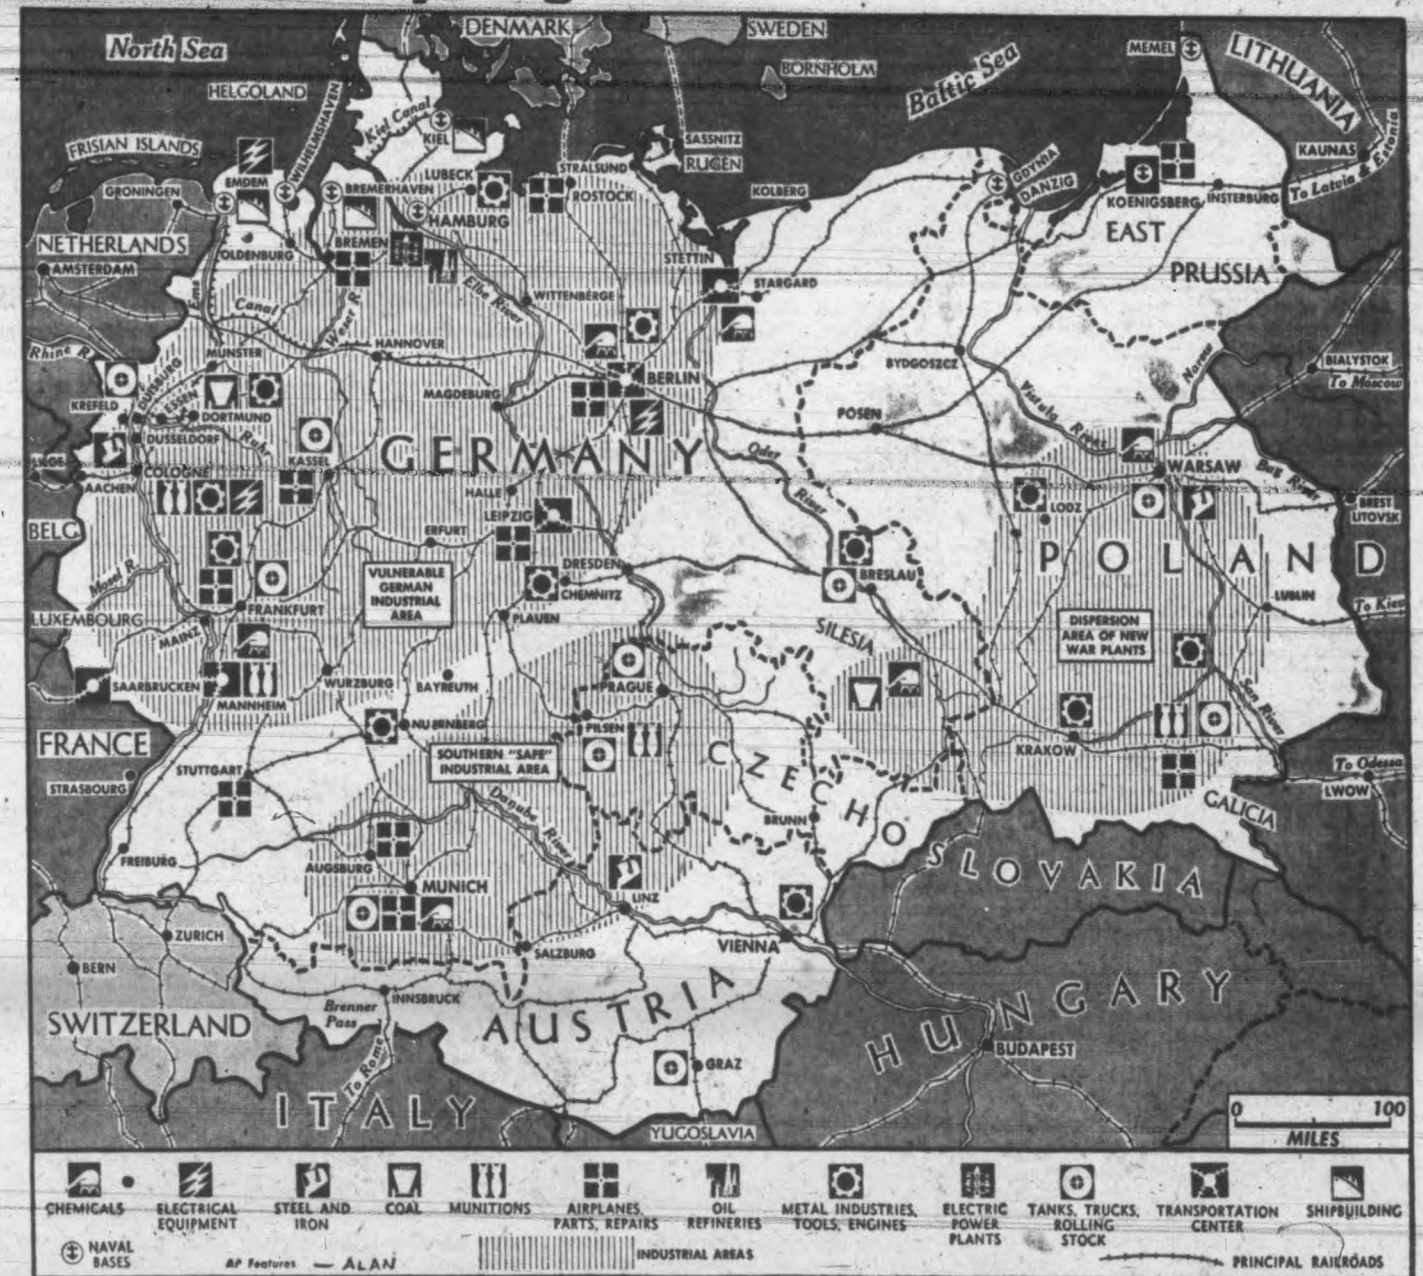 DENMARK
SWEDEN
North Sea
MEMEL
LITHUANIA
BORNHOLM
Baltic Sea
HELGOLAND
WILHELMSHAVEN
Kiel Canal
KIEL
FRISIAN ISLANDS
SASSNITZ
RUGEN
KAUNAS
To Latvia & Estonia
GRONINGEN
EMDEM
BREMERHAVEN
LUBECK
STRALSUND
ROSTOCK
KOLBERG
GDYNIA
DANZIG
KOENIGSBERG
INSTERBURG
HAMBURG
NETHERLANDS
OLDENBURG
BREMEN
EAST
PRUSSIA
AMSTERDAM
STETTIN
STARGARD
Ems
Canal
Weser R.
Elbe River
WITTENBERGE
Rhine R.
MUNSTER
HANNOVER
BERLIN
BYDGOSZCZ
Narew
BIALYSTOK
To Moscow
KREFELD
DUISBURG
ESSEN
DORTMUND
MAGDEBURG
POSEN
Vistula River
DUSSELDORF
Ruhr
KASSEL
GERMANY
Oder River
WARSAW
Bug River
LIEGE
COLOGNE
AACHEN
HALLE
LODZ
BREST LITOVSK
BELG.
LEIPZIG
ERFURT
POLAND
Mosel R.
VULNERABLE
GERMAN
INDUSTRIAL
AREA
DRESDEN
CHEMNITZ
BRESLAU
LUBLIN
To Kiev
LUXEMBOURG
FRANKFURT
MAINZ
PLAUEN
SILESIA
DISPERSION
AREA OF NEW
WAR PLANTS
SAARBRUCKEN
MANNHEIM
WURZBURG
BAYREUTH
PRAGUE
San River
FRANCE
NUERNBERG
PILSEN
KRAKOW
SOUTHERN "SAFE"
INDUSTRIAL AREA
CZECHO
SLOVAKIA
STRASBOURG
STUTTGART
Danube River
BRUNN
GALICIA
To Odessa
LWOW
FREIBURG
AUGSBURG
MUNICH
LINZ
ZURICH
SALZBURG
VIENNA
BERN
INNSBRUCK
Brenner
Pass
SWITZERLAND
AUSTRIA
HUNGARY
BUDAPEST
To Rome
GRAZ
ITALY
YUGOSLAVIA
0 100
MILES
CHEMICALS
ELECTRICAL
EQUIPMENT
STEEL AND
IRON
COAL
MUNITIONS
AIRPLANES,
PARTS, REPAIRS
OIL
REFINERIES
METAL INDUSTRIES,
TOOLS, ENGINES
ELECTRIC
POWER
PLANTS
TANKS, TRUCKS,
ROLLING
STOCK
TRANSPORTATION
CENTER
SHIPBUILDING
NAVAL
BASES
AP Features — ALAN
INDUSTRIAL AREAS
PRINCIPAL RAILROADS